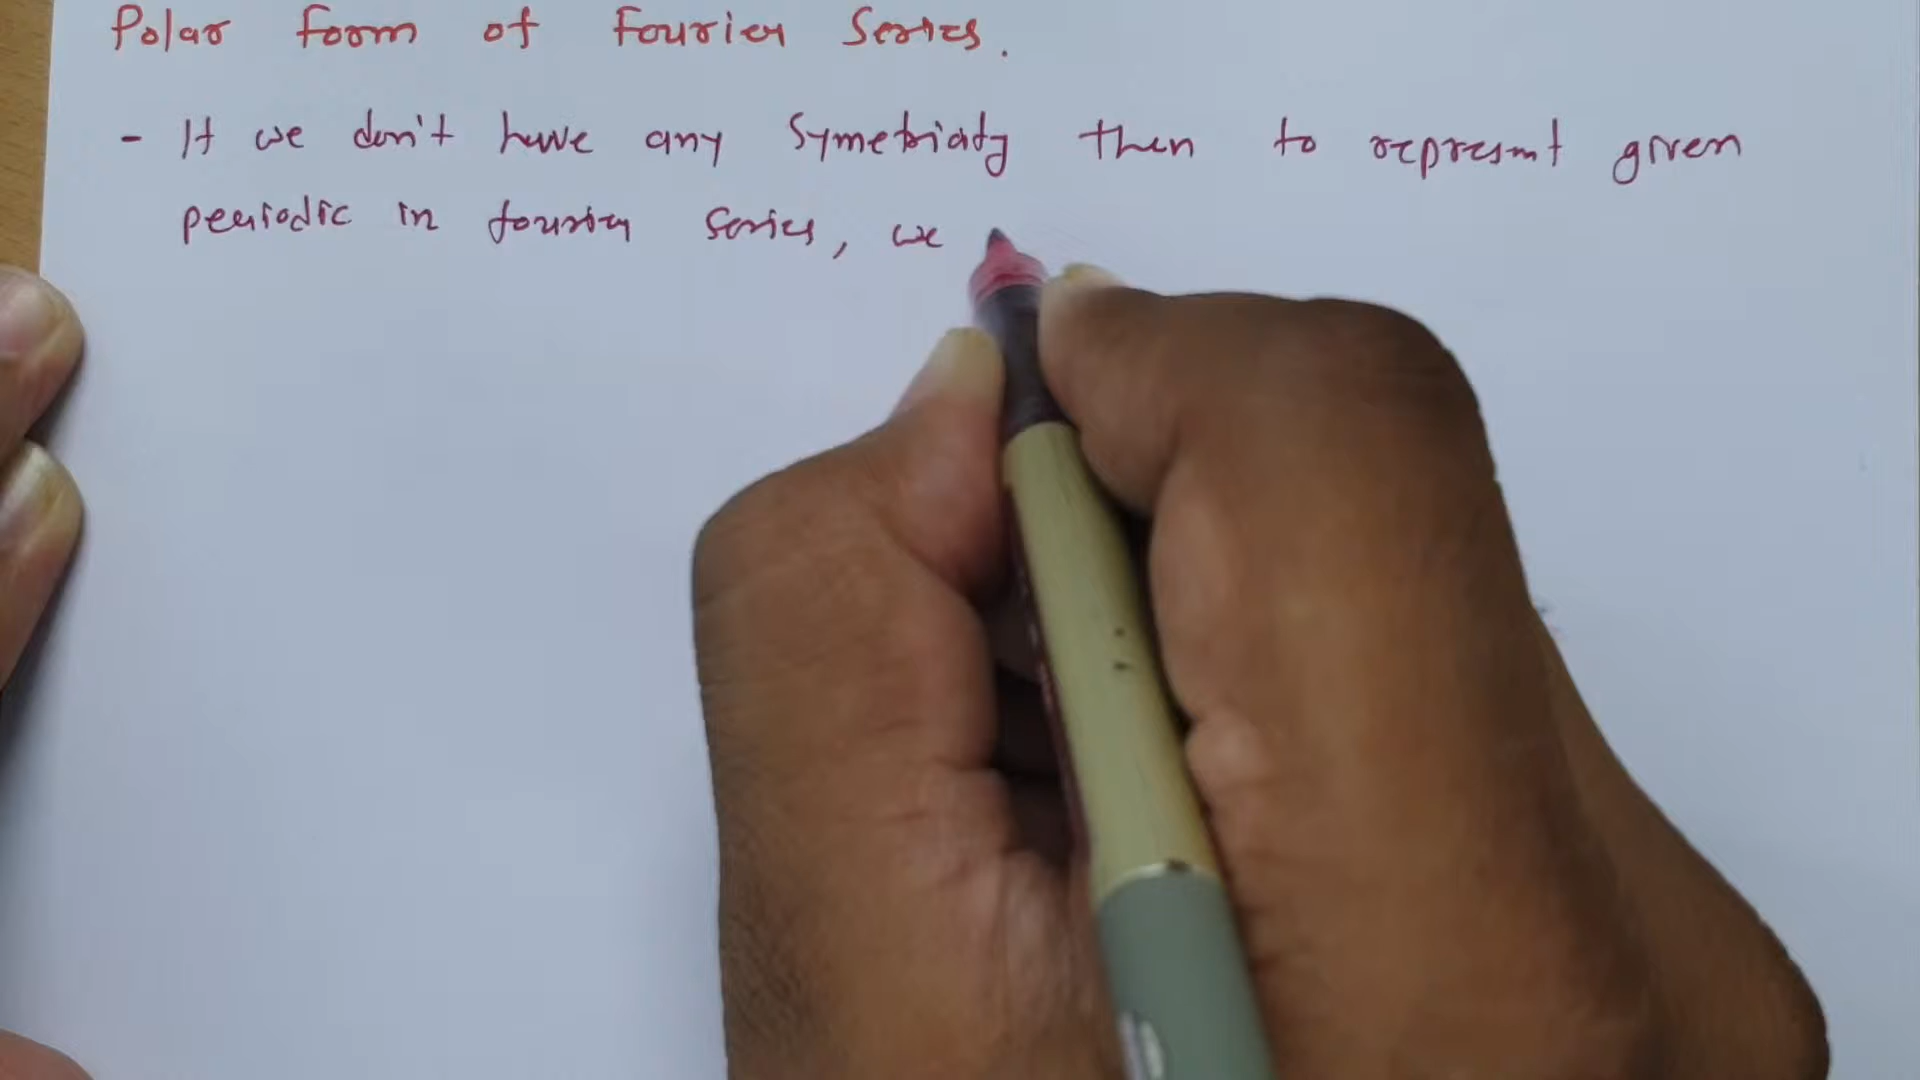 Polar form of Fourier Series.
- If we don't have any Symetriaty then to represent given
periodic in fourier series, we